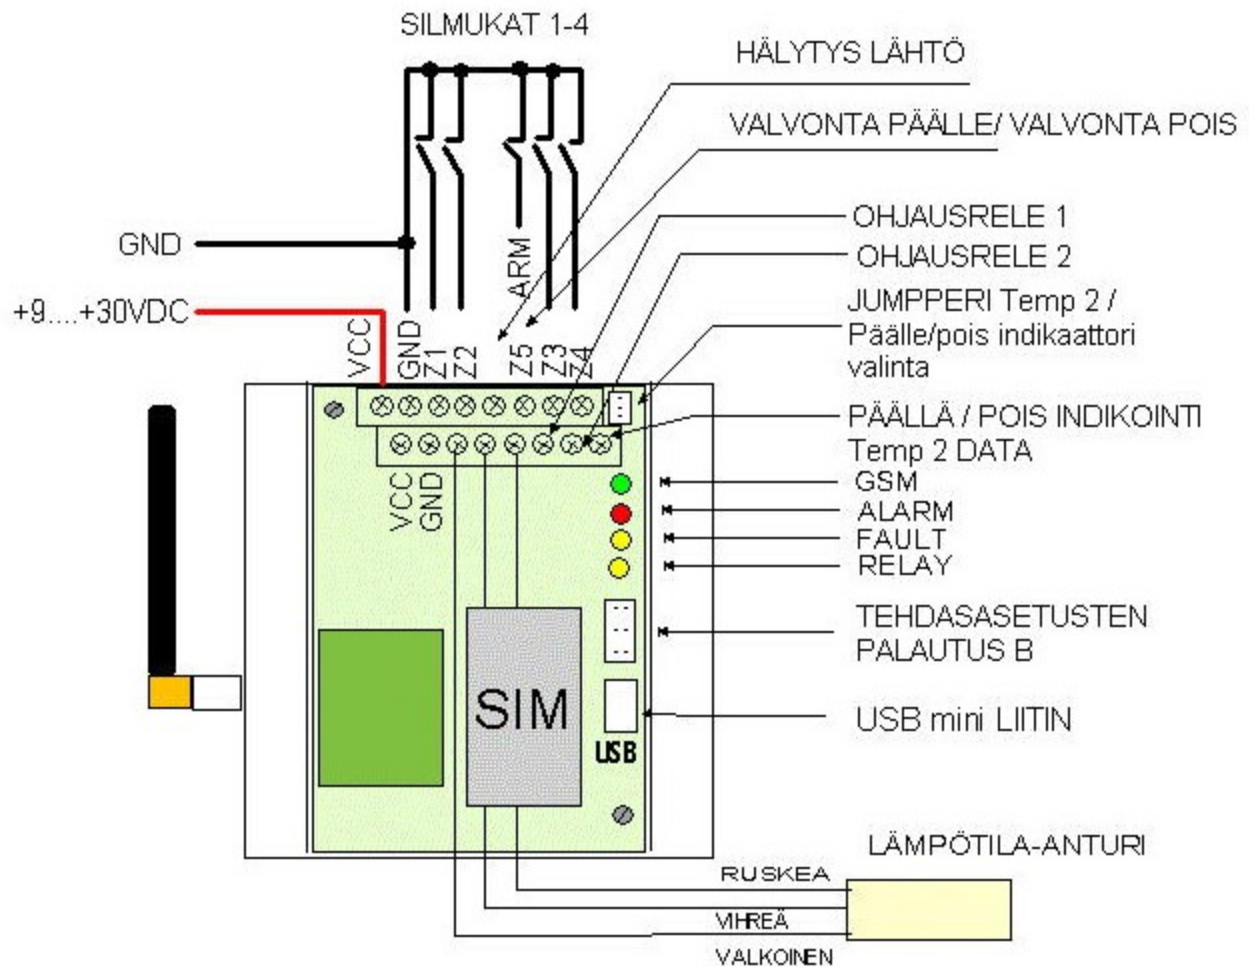 SILMUKAT 1-4
HÄLYTYS LÄHTÖ
VALVONTA PÄÄLLE/ VALVONTA POIS
OHJAUSRELE 1
GND
OHJAUSRELE 2
ARM
JUMPPERI Temp 2 /
+9....+30VDC
Päälle/pois indikaattori
valinta
VCC
GND
Z1
Z2
Z5
Z3
Z4
PÄÄLLÄ / POIS INDIKOINTI
Temp 2 DATA
VCC
GND
GSM
ALARM
FAULT
RELAY
TEHDASASETUSTEN
PALAUTUS B
SIM
USB mini LIITIN
USB
LÄMPÖTILA-ANTURI
RUSKEA
VIHREÄ
VALKOINEN